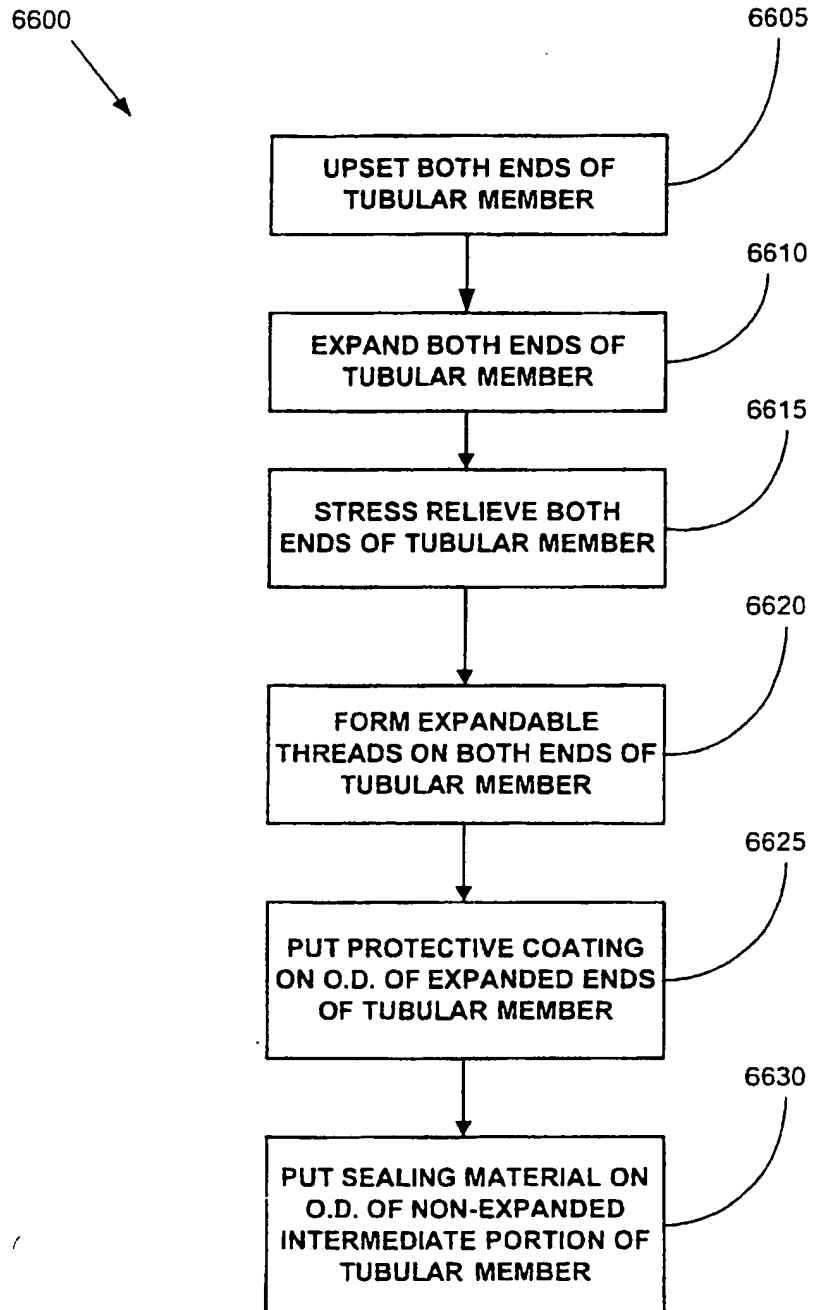 6600
6605
UPSET BOTH ENDS OF
TUBULAR MEMBER
6610
EXPAND BOTH ENDS OF
TUBULAR MEMBER
6615
STRESS RELIEVE BOTH
ENDS OF TUBULAR MEMBER
6620
FORM EXPANDABLE
THREADS ON BOTH ENDS OF
TUBULAR MEMBER
6625
PUT PROTECTIVE COATING
ON O.D. OF EXPANDED ENDS
OF TUBULAR MEMBER
6630
PUT SEALING MATERIAL ON
O.D. OF NON-EXPANDED
INTERMEDIATE PORTION OF
TUBULAR MEMBER